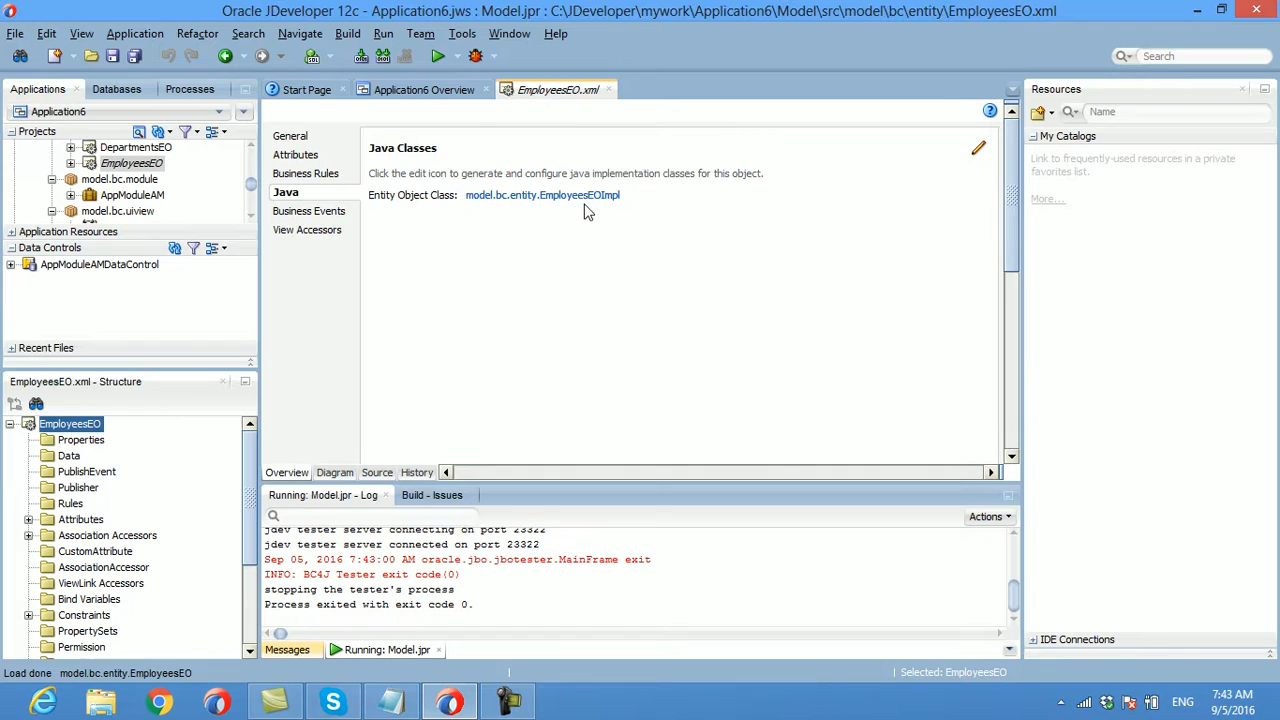 Oracle JDeveloper 12c - Application6.jws : Model.jpr : C:\JDeveloper\mywork\Application6\Model\src\model\bc\entity\EmployeesEO.xml
File Edit View Application Refactor Search Navigate Build Run Team Tools Window Help
Search
Applications Databases Processes
Start Page Application6 Overview EmployeesEO.xml
Resources
Application6
Name
Projects
My Catalogs
DepartmentsEO
EmployeesEO
model.bc.module
AppModuleAM
model.bc.uiview
Application Resources
Data Controls
AppModuleAMDataControl
Recent Files
General
Attributes
Business Rules
Java
Business Events
View Accessors
Java Classes
Click the edit icon to generate and configure java implementation classes for this object.
Entity Object Class: model.bc.entity.EmployeesEOImpl
Link to frequently-used resources in a private
favorites list.
More...
EmployeesEO.xml - Structure
EmployeesEO
Properties
Data
PublishEvent
Publisher
Rules
Attributes
Association Accessors
CustomAttribute
AssociationAccessor
ViewLink Accessors
Bind Variables
Constraints
PropertySets
Permission
Overview Diagram Source History
Running: Model.jpr - Log Build - Issues
Actions
jdev tester server connecting on port 23322
jdev tester server connected on port 23322
Sep 05, 2016 7:43:00 AM oracle.jbo.jbotester.MainFrame exit
INFO: BC4J Tester exit code(0)
stopping the tester's process
Process exited with exit code 0.
Messages Running: Model.jpr
IDE Connections
Load done model.bc.entity.EmployeesEO
Selected: EmployeesEO
ENG
7:43 AM
9/5/2016